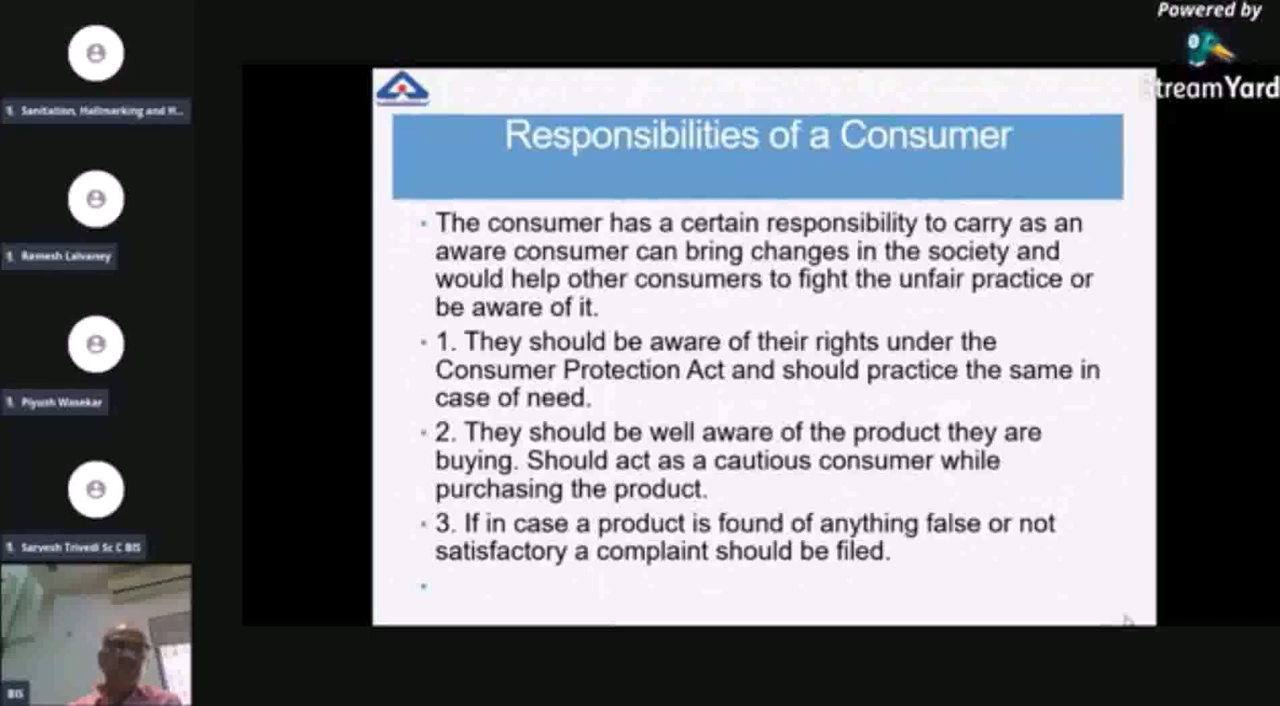 Powered by
StreamYard
Sanitation, Hallmarking and H...
Ramesh Lalvaney
Piyush Wasekar
Sarvesh Trivedi Sc C BIS
BIS
Responsibilities of a Consumer
The consumer has a certain responsibility to carry as an
aware consumer can bring changes in the society and
would help other consumers to fight the unfair practice or
be aware of it.
1. They should be aware of their rights under the
Consumer Protection Act and should practice the same in
case of need.
2. They should be well aware of the product they are
buying. Should act as a cautious consumer while
purchasing the product.
3. If in case a product is found of anything false or not
satisfactory a complaint should be filed.